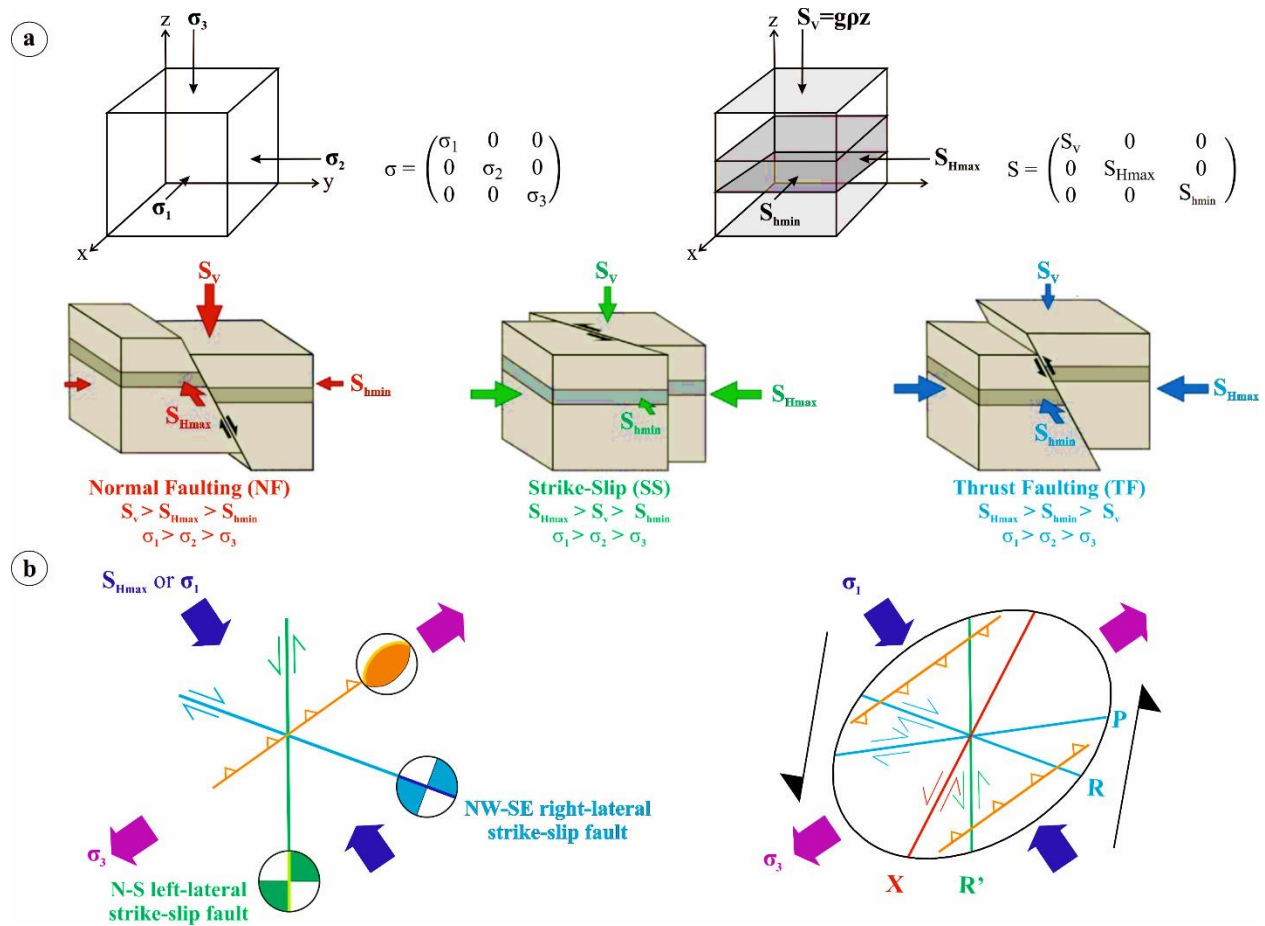 a
z
σ3
σ2
y
σ1
x
σ = (σ1 0 0
0 σ2 0
0 0 σ3)
z
Sv=gρz
SHmax
Shmin
x
S = (Sv 0 0
0 SHmax 0
0 0 Shmin)
Sv
Shmin
SHmax
Normal Faulting (NF)
Sv > SHmax > Shmin
σ1 > σ2 > σ3
Sv
SHmax
Shmin
Strike-Slip (SS)
SHmax > Sv > Shmin
σ1 > σ2 > σ3
Sv
SHmax
Shmin
Thrust Faulting (TF)
SHmax > Shmin > Sv
σ1 > σ2 > σ3
b
SHmax or σ1
NW-SE right-lateral
strike-slip fault
σ3
N-S left-lateral
strike-slip fault
σ1
P
R
σ3
X
R’